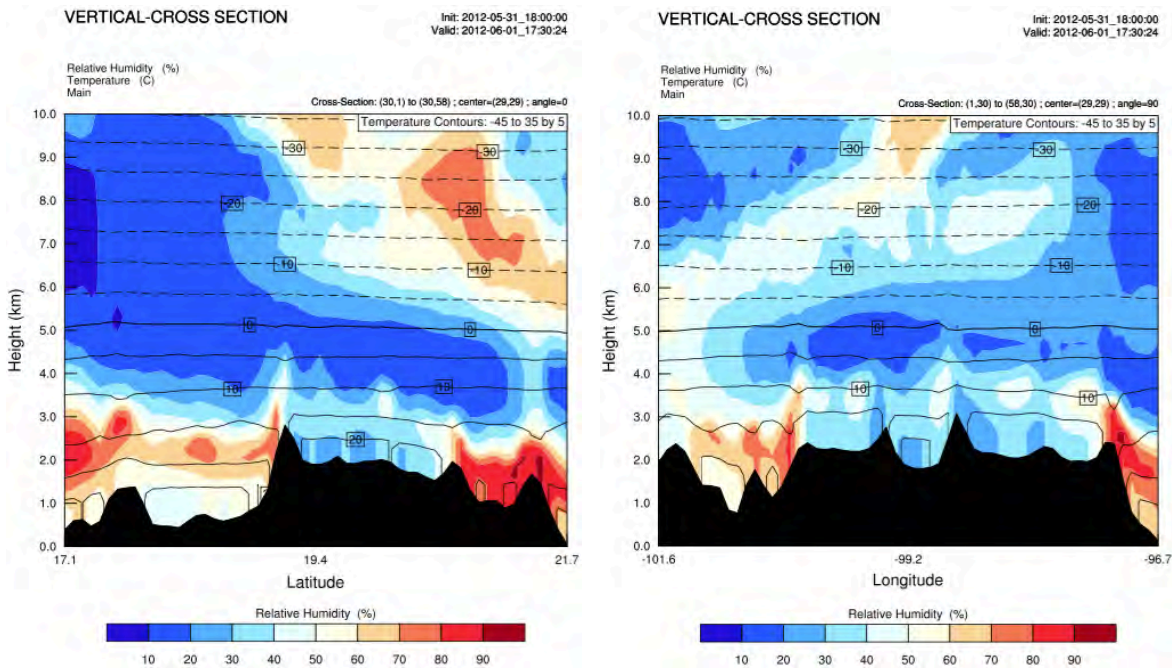 VERTICAL-CROSS SECTION
Init: 2012-05-31_18:00:00
Valid: 2012-06-01_17:30:24
Relative Humidity (%)
Temperature (C)
Main
Cross-Section: (30,1) to (30,58) ; center=(29,29) ; angle=0
Temperature Contours: -45 to 35 by 5
10.0
9.0
8.0
7.0
6.0
5.0
4.0
3.0
2.0
1.0
0.0
Height (km)
-30
-30
-20
-20
-10
-10
0
0
10
10
20
17.1
19.4
21.7
Latitude
Relative Humidity (%)
10 20 30 40 50 60 70 80 90
VERTICAL-CROSS SECTION
Init: 2012-05-31_18:00:00
Valid: 2012-06-01_17:30:24
Relative Humidity (%)
Temperature (C)
Main
Cross-Section: (1,30) to (58,30) ; center=(29,29) ; angle=90
Temperature Contours: -45 to 35 by 5
10.0
9.0
8.0
7.0
6.0
5.0
4.0
3.0
2.0
1.0
0.0
Height (km)
-30
-30
-20
-20
-10
-10
0
0
10
10
20
-101.6
-99.2
-96.7
Longitude
Relative Humidity (%)
10 20 30 40 50 60 70 80 90